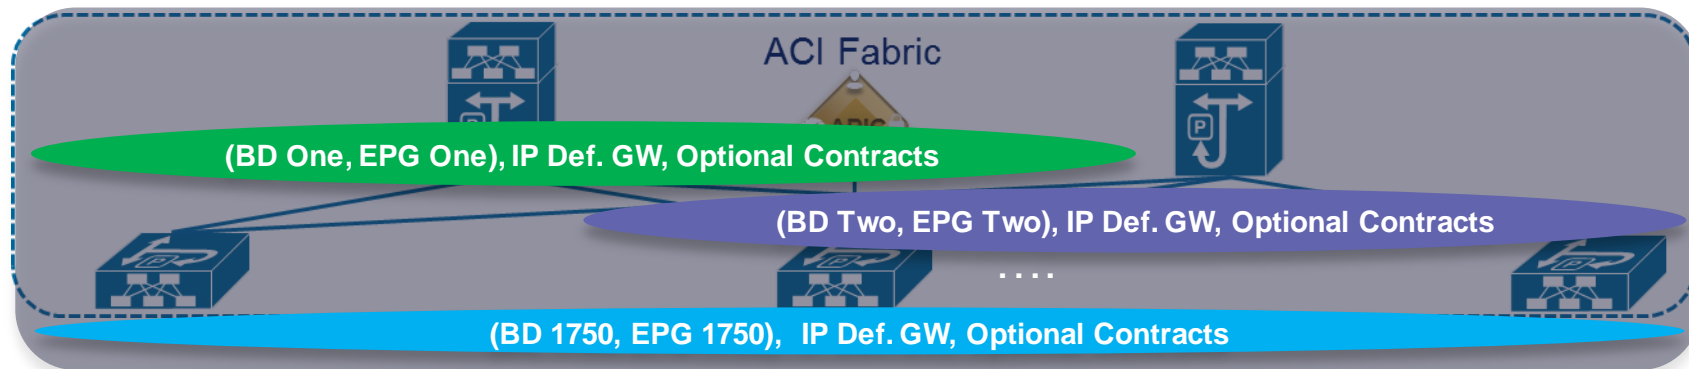 ACI Fabric
APIC
(BD One, EPG One), IP Def. GW, Optional Contracts
P
P
(BD Two, EPG Two), IP Def. GW, Optional Contracts
P
P
P
....
(BD 1750, EPG 1750), IP Def. GW, Optional Contracts